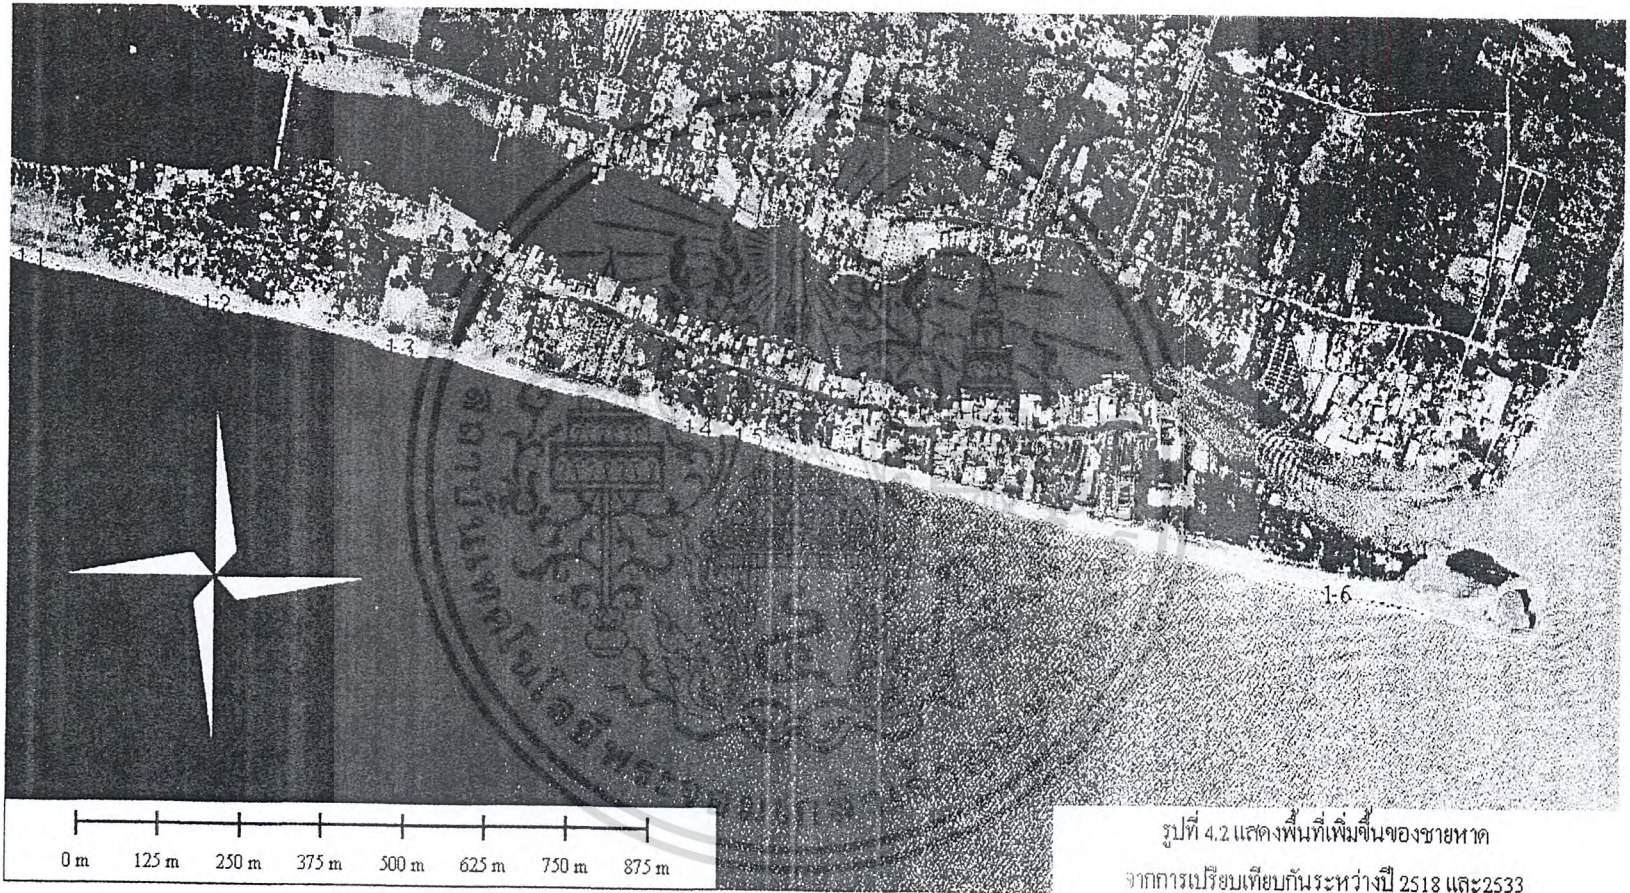 1-1
1-2
1-3
1-4 1-5
1-6
0 m 125 m 250 m 375 m 500 m 625 m 750 m 875 m
รูปที่ 4.2 แสดงพื้นที่เพิ่มขึ้นของชายหาด
จากการเปรียบเทียบกันระหว่างปี 2518 และ2533